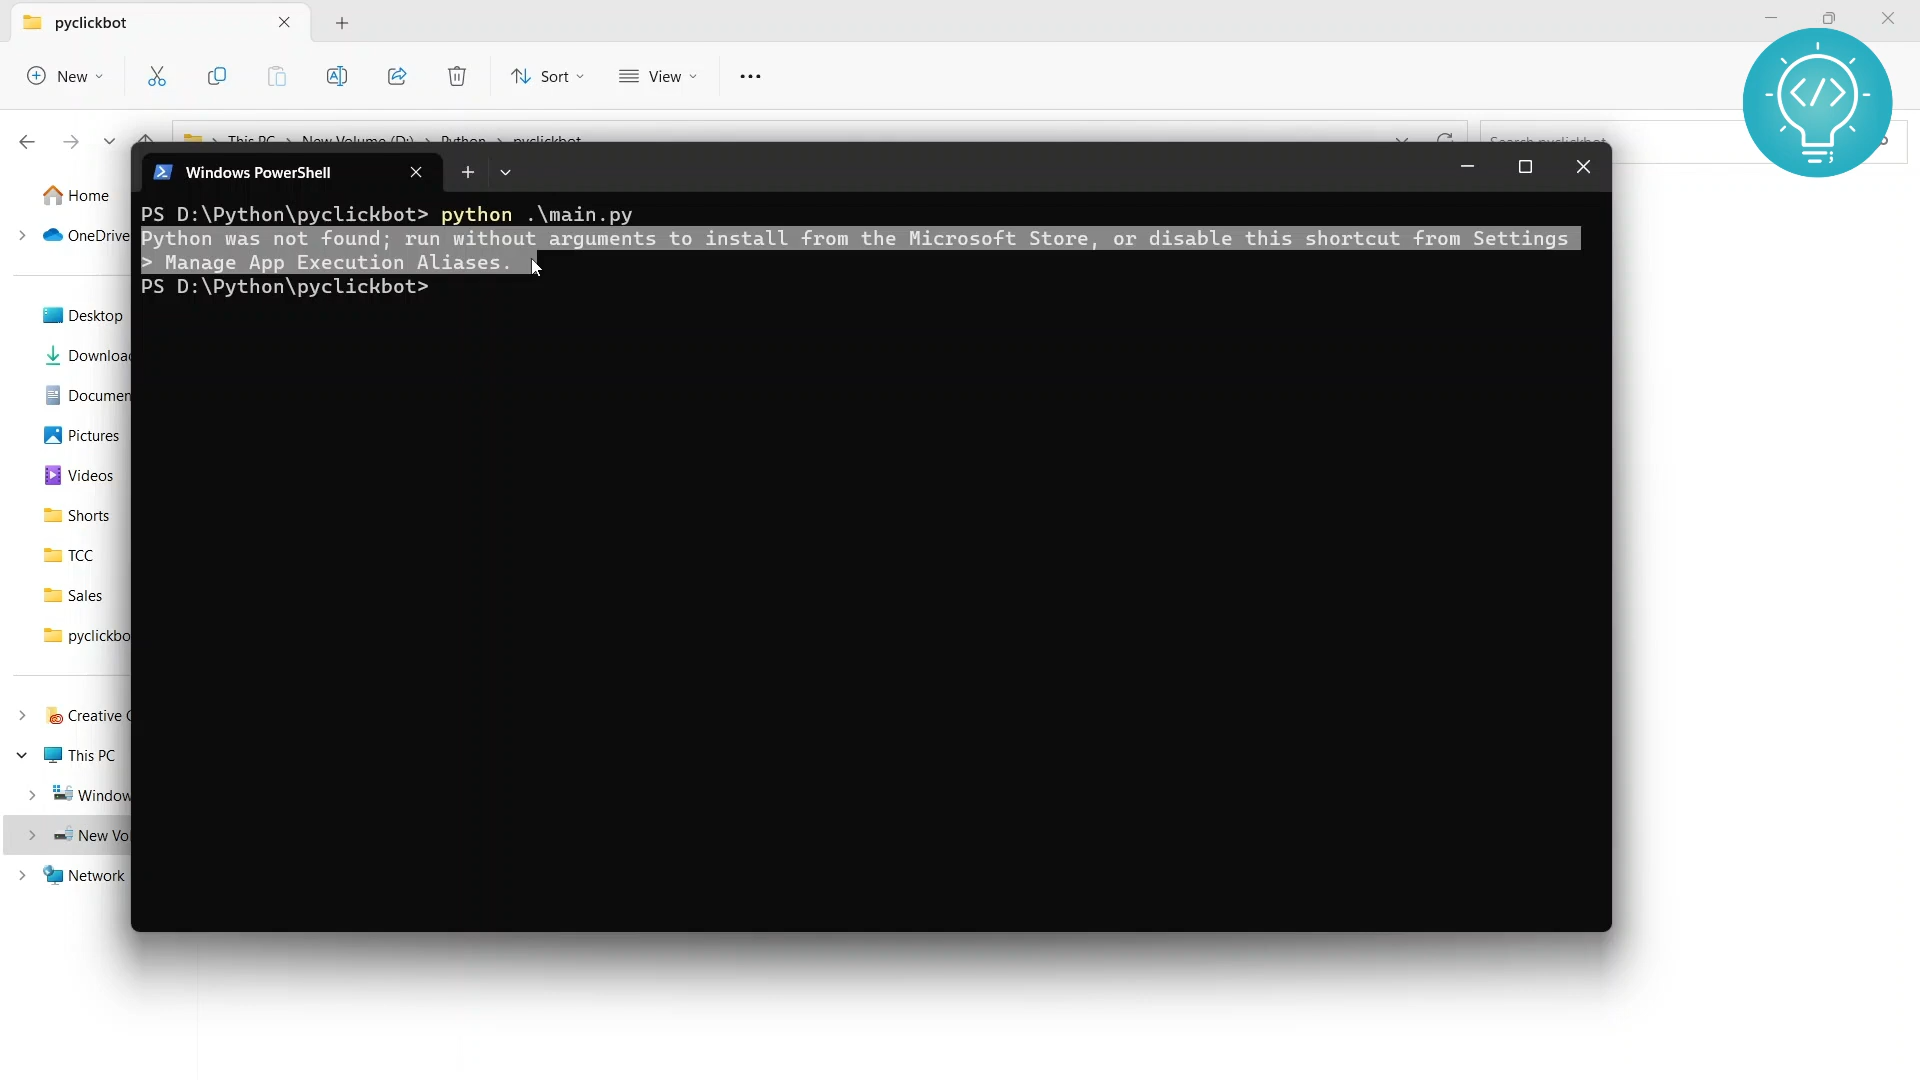 pyclickbot
New
Sort
View
This PC > New Volume (D:) > Python > pyclickbot
Search pyclickbot
Windows PowerShell
PS D:\Python\pyclickbot> python .\main.py
Python was not found; run without arguments to install from the Microsoft Store, or disable this shortcut from Settings
> Manage App Execution Aliases.
PS D:\Python\pyclickbot>
Home
OneDrive
Desktop
Downloa
Documen
Pictures
Videos
Shorts
TCC
Sales
pyclickbo
Creative C
This PC
Window
New Vol
Network